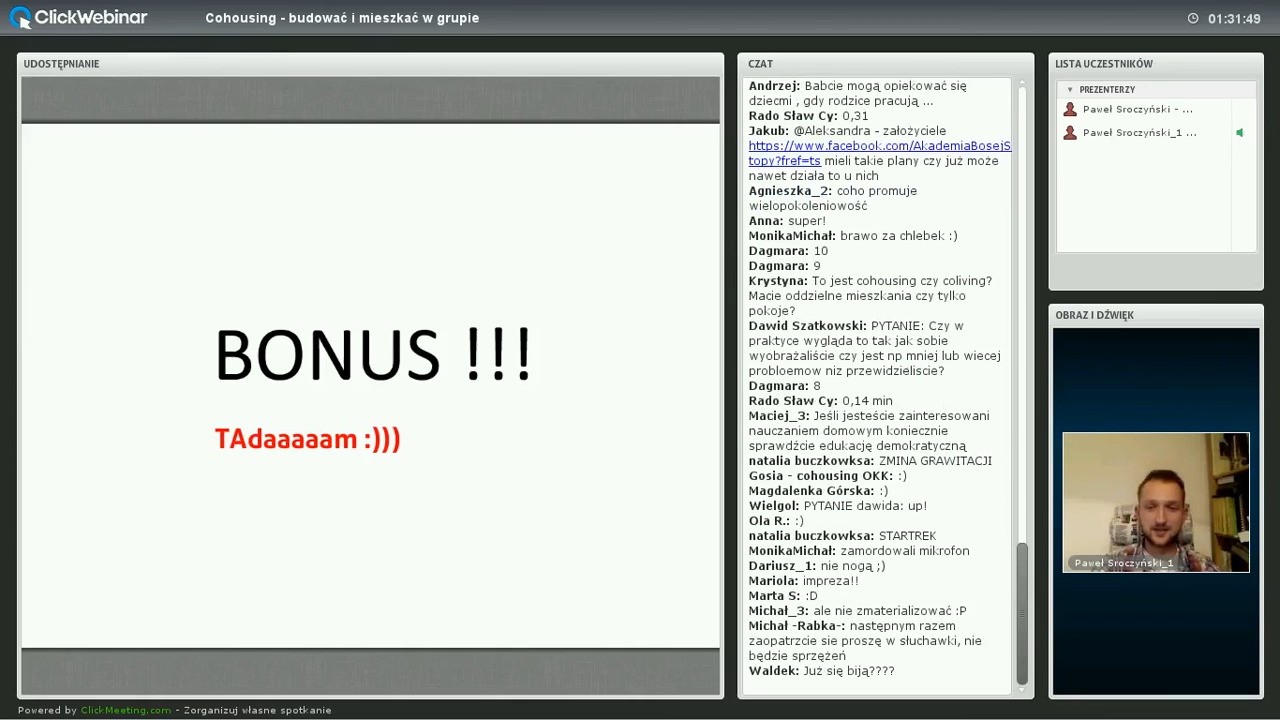 ClickWebinar
Cohousing - budować i mieszkać w grupie
01:31:49
UDOSTĘPNIANIE
BONUS !!!
TAdaaaaam :)))
CZAT
Andrzej: Babcie mogą opiekować się
dziecmi , gdy rodzice pracują ...
Rado Sław Cy: 0,31
Jakub: @Aleksandra - założyciele
https://www.facebook.com/AkademiaBosejS
topy?fref=ts mieli takie plany czy już może
nawet działa to u nich
Agnieszka_2: coho promuje
wielopokoleniowość
Anna: super!
MonikaMichał: brawo za chlebek :)
Dagmara: 10
Dagmara: 9
Krystyna: To jest cohousing czy coliving?
Macie oddzielne mieszkania czy tylko
pokoje?
Dawid Szatkowski: PYTANIE: Czy w
praktyce wygląda to tak jak sobie
wyobrażaliście czy jest np mniej lub wiecej
probloemow niz przewidzieliscie?
Dagmara: 8
Rado Sław Cy: 0,14 min
Maciej_3: Jeśli jesteście zainteresowani
nauczaniem domowym koniecznie
sprawdźcie edukację demokratyczną
natalia buczkowksa: ZMINA GRAWITACJI
Gosia - cohousing OKK: :)
Magdalenka Górska: :)
Wielgol: PYTANIE dawida: up!
Ola R.: :)
natalia buczkowksa: STARTREK
MonikaMichał: zamordowali mikrofon
Dariusz_1: nie nogą ;)
Mariola: impreza!!
Marta S: :D
Michał_3: ale nie zmaterializować :P
Michał -Rabka-: następnym razem
zaopatrzcie sie proszę w słuchawki, nie
będzie sprzężeń
Waldek: Już się biją????
LISTA UCZESTNIKÓW
PREZENTERZY
Paweł Sroczyński - ...
Paweł Sroczyński_1 ...
OBRAZ I DŹWIĘK
Paweł Sroczyński_1
Powered by ClickMeeting.com - Zorganizuj własne spotkanie